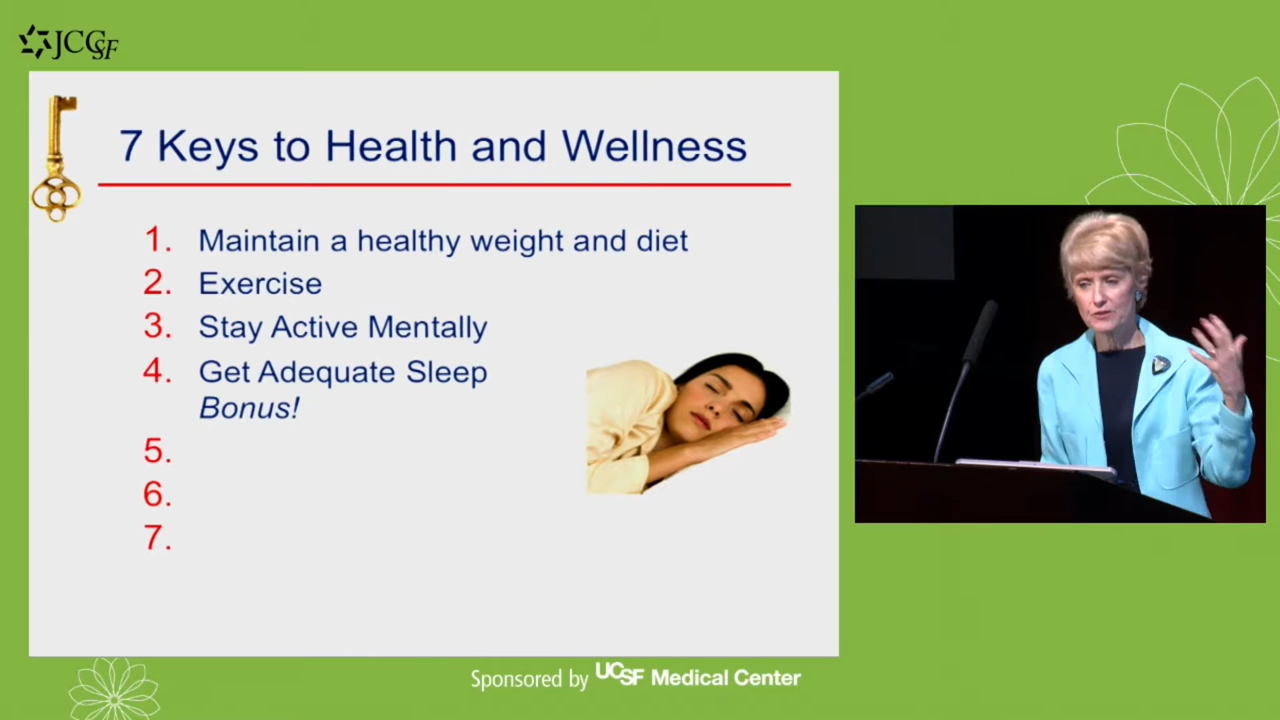 JCCSF
7 Keys to Health and Wellness
1. Maintain a healthy weight and diet
2. Exercise
3. Stay Active Mentally
4. Get Adequate Sleep
Bonus!
5.
6.
7.
Sponsored by UCSF Medical Center